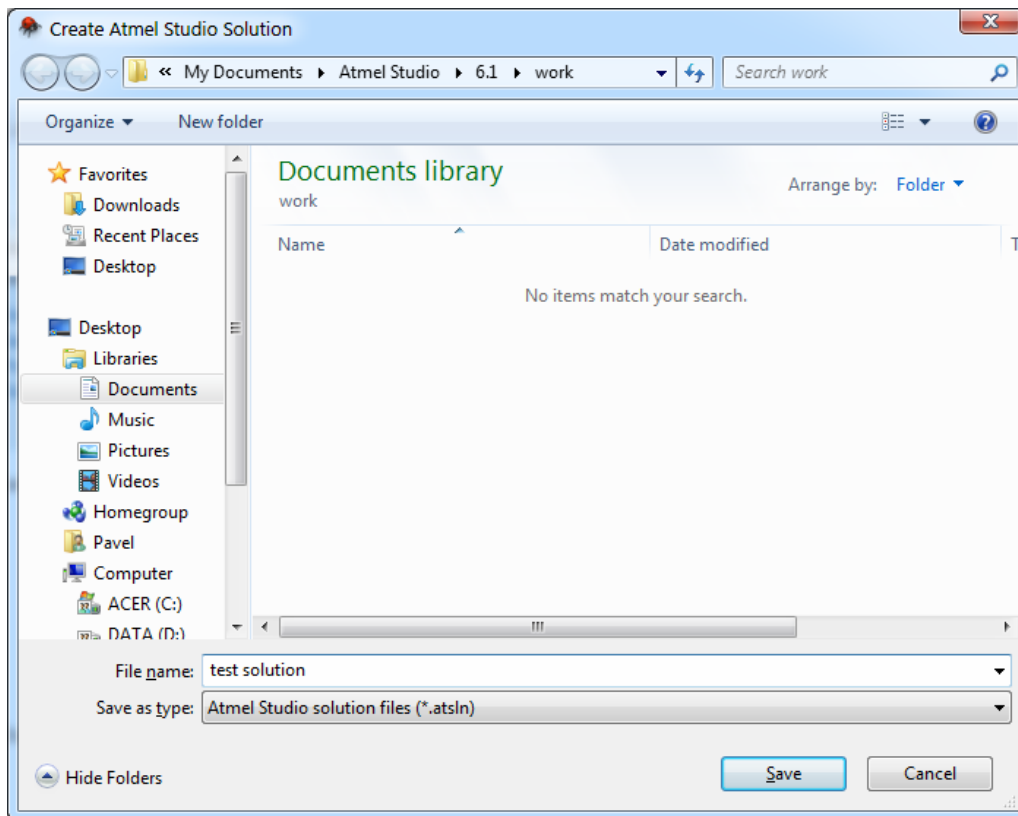 Create Atmel Studio Solution
« My Documents Atmel Studio 6.1 work
Search work
Organize New folder
Favorites
Downloads
Recent Places
Desktop
Desktop
Libraries
Documents
Music
Pictures
Videos
Homegroup
Pavel
Computer
ACER (C:)
DATA (D:)
Documents library
work
Arrange by: Folder
Name Date modified T
No items match your search.
File name: test solution
Save as type: Atmel Studio solution files (*.atsln)
Hide Folders
Save Cancel